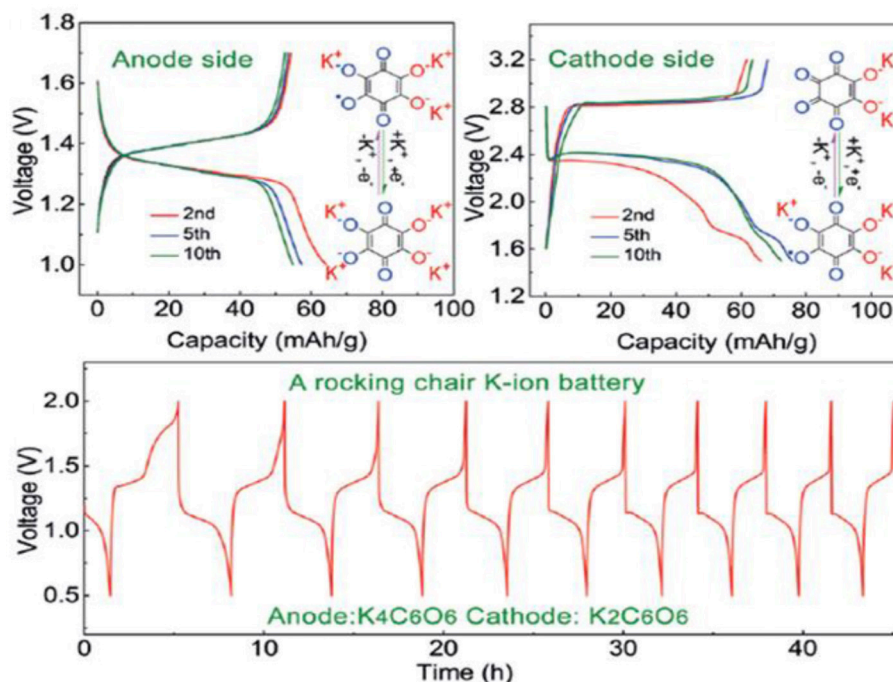 Anode side
Voltage (V)
1.8
1.6
1.4
1.2
1.0
2nd
5th
10th
K+ O- O O- K+
O• O O- K+
-K+ -e-
+K+ +e-
K+ O- O O- K+
K+ O- O O- K+
0 20 40 60 80 100
Capacity (mAh/g)
Cathode side
Voltage (V)
3.2
2.8
2.4
2.0
1.6
1.2
2nd
5th
10th
O O O- K
O O O- K
-K+ -e-
+K+ +e-
K+ O- O O- K
O• O O- K
0 20 40 60 80 100
Capacity (mAh/g)
A rocking chair K-ion battery
Voltage (V)
2.0
1.5
1.0
0.5
Anode:K4C6O6 Cathode: K2C6O6
0 10 20 30 40
Time (h)